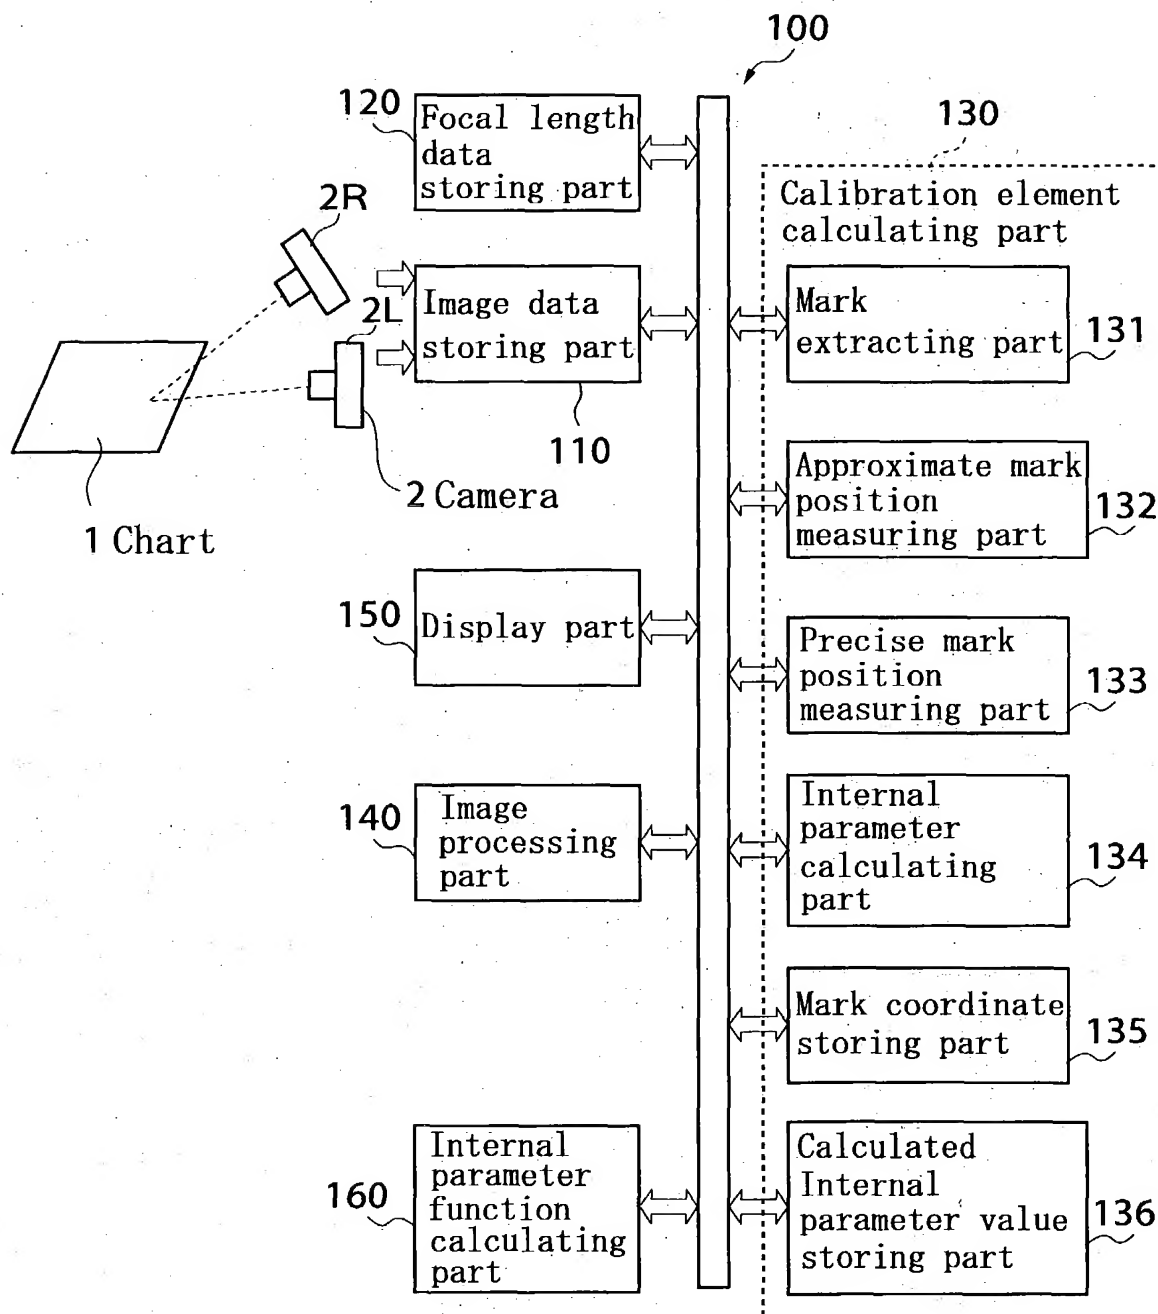 100
120
Focal length
data
storing part
130
Calibration element
calculating part
2R
2L
Image data
storing part
110
Mark
extracting part
131
2 Camera
1 Chart
Approximate mark
position
measuring part
132
150
Display part
Precise mark
position
measuring part
133
140
Image
processing
part
Internal
parameter
calculating
part
134
Mark coordinate
storing part
135
160
Internal
parameter
function
calculating
part
Calculated
Internal
parameter value
storing part
136